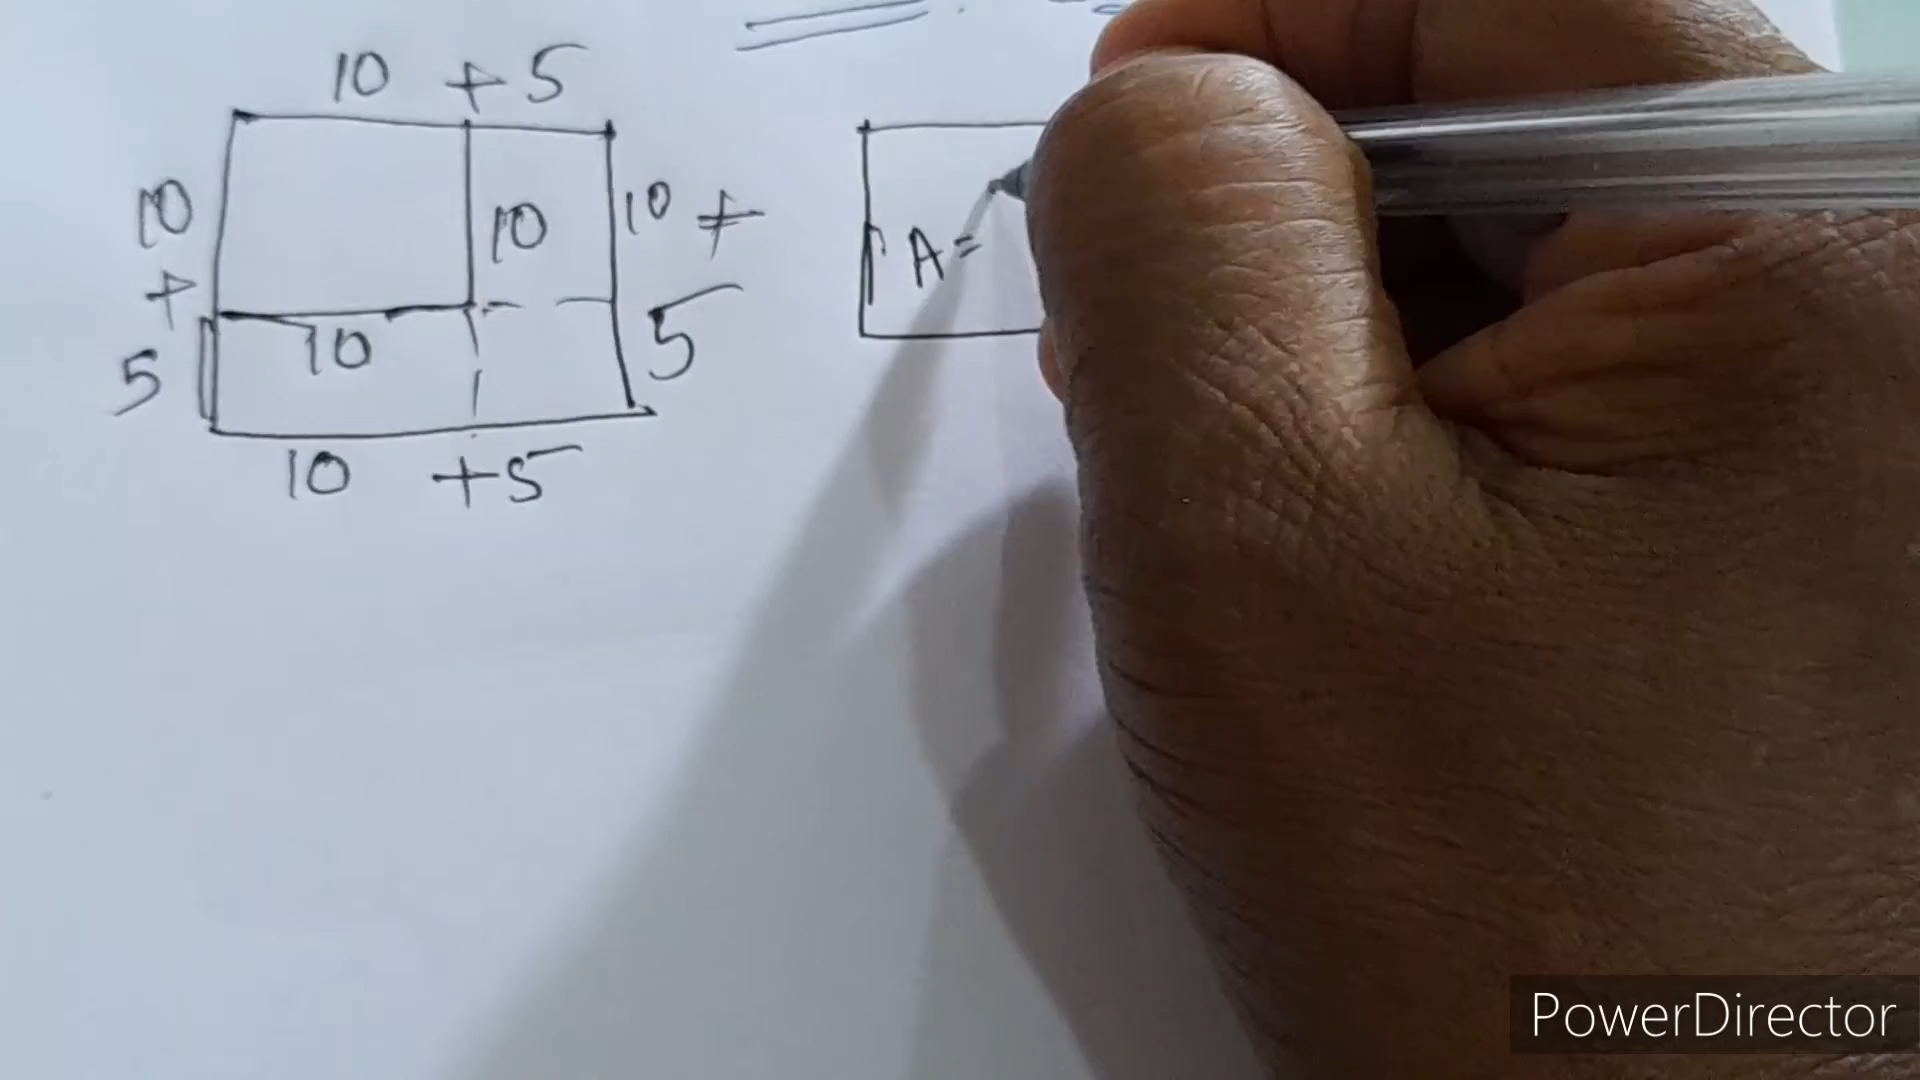 10 + 5
10 10 10 +
A =
+
5 10 5
10 + 5
PowerDirector